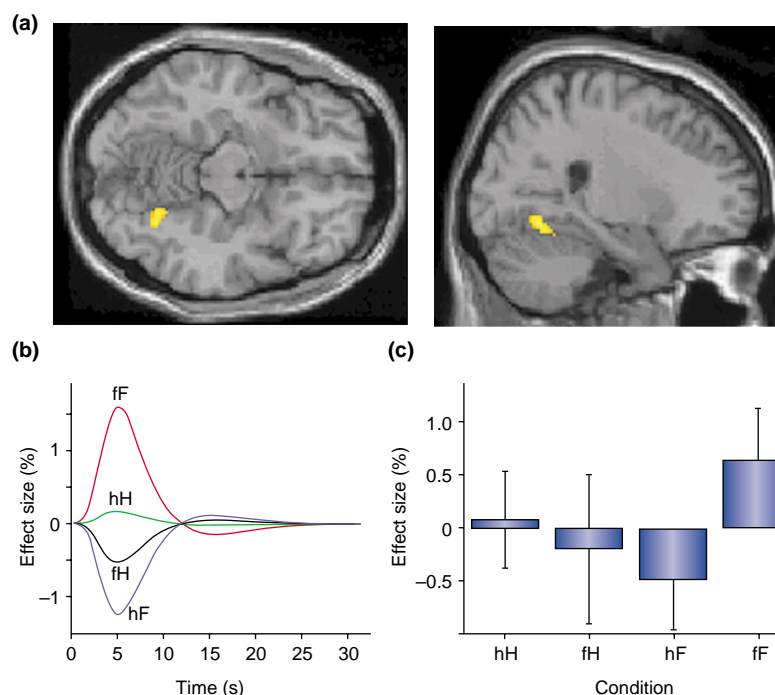 (a)
(b)
fF
hH
fH
hF
1
0
−1
Effect size (%)
0 5 10 15 20 25 30
Time (s)
(c)
1.0
0.5
0
−0.5
Effect size (%)
hH fH hF fF
Condition